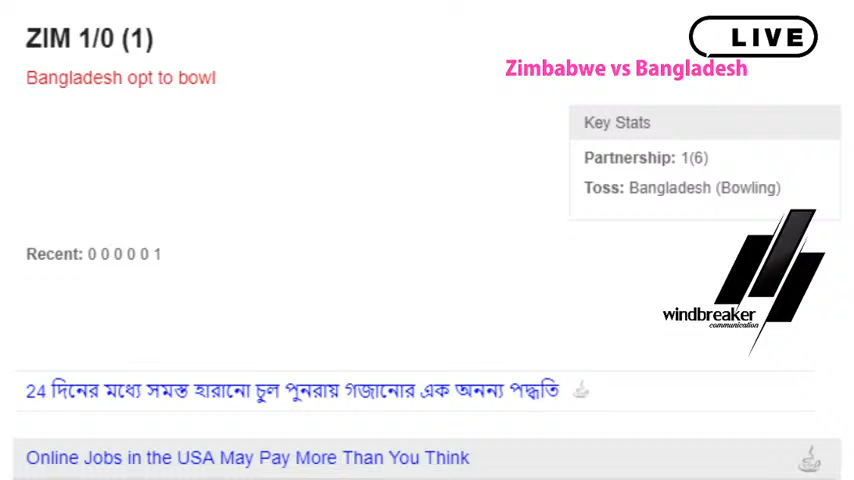 ZIM 1/0 (1)
LIVE
Bangladesh opt to bowl
Zimbabwe vs Bangladesh
Key Stats
Partnership: 1(6)
Toss: Bangladesh (Bowling)
Recent: 0 0 0 0 0 1
windbreaker
communication
24 দিনের মধ্যে সমস্ত হারানো চুল পুনরায় গজানোর এক অনন্য পদ্ধতি
Online Jobs in the USA May Pay More Than You Think